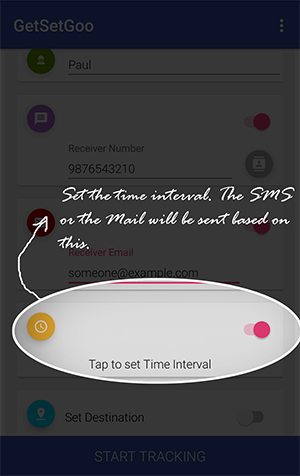 GetSetGoo
Paul
Receiver Number
9876543210
Set the time interval. The SMS
or the Mail will be sent based on
this.
Receiver Email
someone@example.com
Tap to set Time Interval
Set Destination
START TRACKING